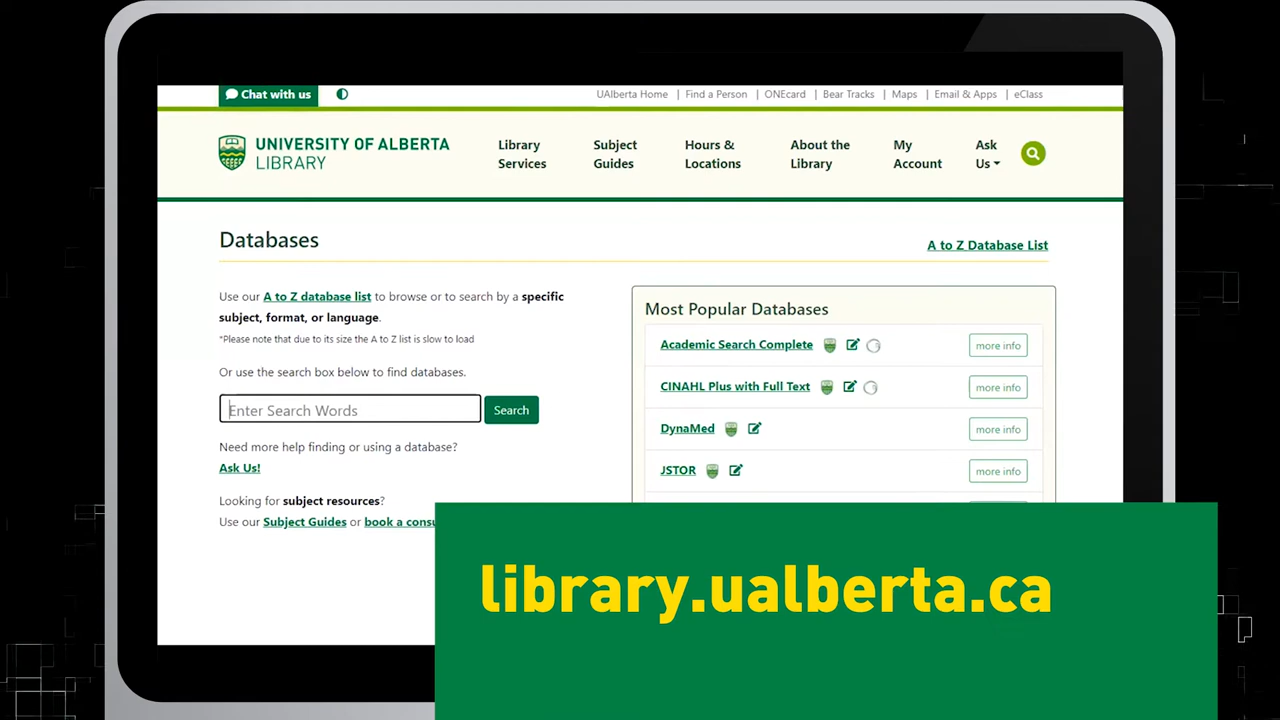 Chat with us
UAlberta Home | Find a Person | ONEcard | Bear Tracks | Maps | Email & Apps | eClass
UNIVERSITY OF ALBERTA
LIBRARY
Library
Services
Subject
Guides
Hours &
Locations
About the
Library
My
Account
Ask
Us
Databases
A to Z Database List
Use our A to Z database list to browse or to search by a specific
subject, format, or language.
*Please note that due to its size the A to Z list is slow to load
Or use the search box below to find databases.
Enter Search Words
Search
Need more help finding or using a database?
Ask Us!
Looking for subject resources?
Use our Subject Guides or book a
Most Popular Databases
Academic Search Complete
more info
CINAHL Plus with Full Text
more info
DynaMed
more info
JSTOR
more info
library.ualberta.ca